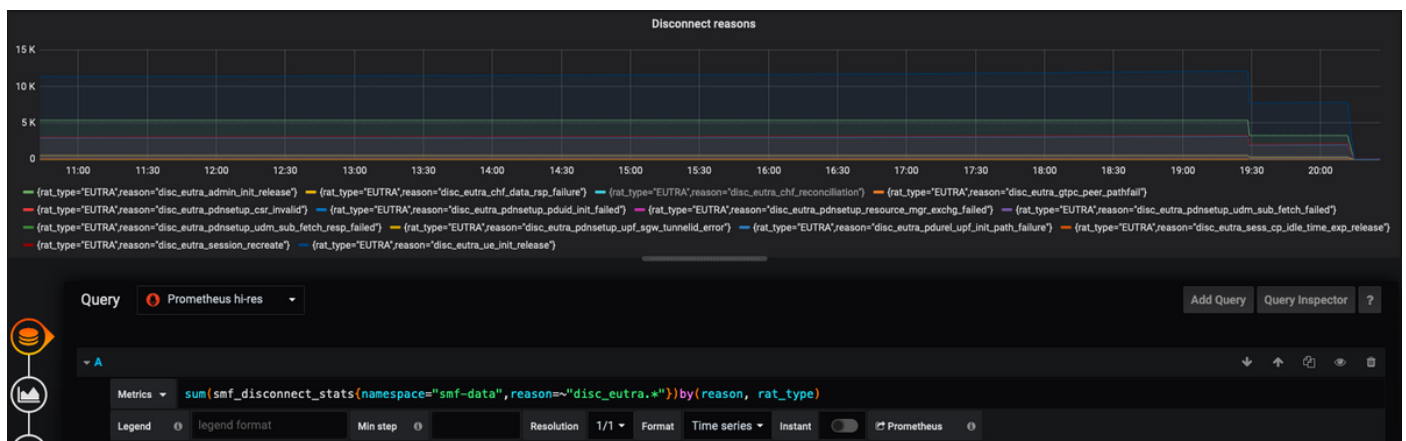 Disconnect reasons
15 K
10 K
5 K
0
11:00 11:30 12:00 12:30 13:00 13:30 14:00 14:30 15:00 15:30 16:00 16:30 17:00 17:30 18:00 18:30 19:00 19:30 20:00
{rat_type="EUTRA",reason="disc_eutra_admin_init_release"} {rat_type="EUTRA",reason="disc_eutra_chf_data_rsp_failure"} {rat_type="EUTRA",reason="disc_eutra_chf_reconciliation"} {rat_type="EUTRA",reason="disc_eutra_gtpc_peer_pathfail"}
{rat_type="EUTRA",reason="disc_eutra_pdnsetup_csr_invalid"} {rat_type="EUTRA",reason="disc_eutra_pdnsetup_pduid_init_failed"} {rat_type="EUTRA",reason="disc_eutra_pdnsetup_resource_mgr_exchg_failed"} {rat_type="EUTRA",reason="disc_eutra_pdnsetup_udm_sub_fetch_failed"}
{rat_type="EUTRA",reason="disc_eutra_pdnsetup_udm_sub_fetch_resp_failed"} {rat_type="EUTRA",reason="disc_eutra_pdnsetup_upf_sgw_tunnelid_error"} {rat_type="EUTRA",reason="disc_eutra_pdurel_upf_init_path_failure"} {rat_type="EUTRA",reason="disc_eutra_sess_cp_idle_time_exp_release"}
{rat_type="EUTRA",reason="disc_eutra_session_recreate"} {rat_type="EUTRA",reason="disc_eutra_ue_init_release"}
Query Prometheus hi-res Add Query Query Inspector ?
A
Metrics sum(smf_disconnect_stats{namespace="smf-data",reason=~"disc_eutra.*"})by(reason, rat_type)
Legend legend format Min step Resolution 1/1 Format Time series Instant Prometheus